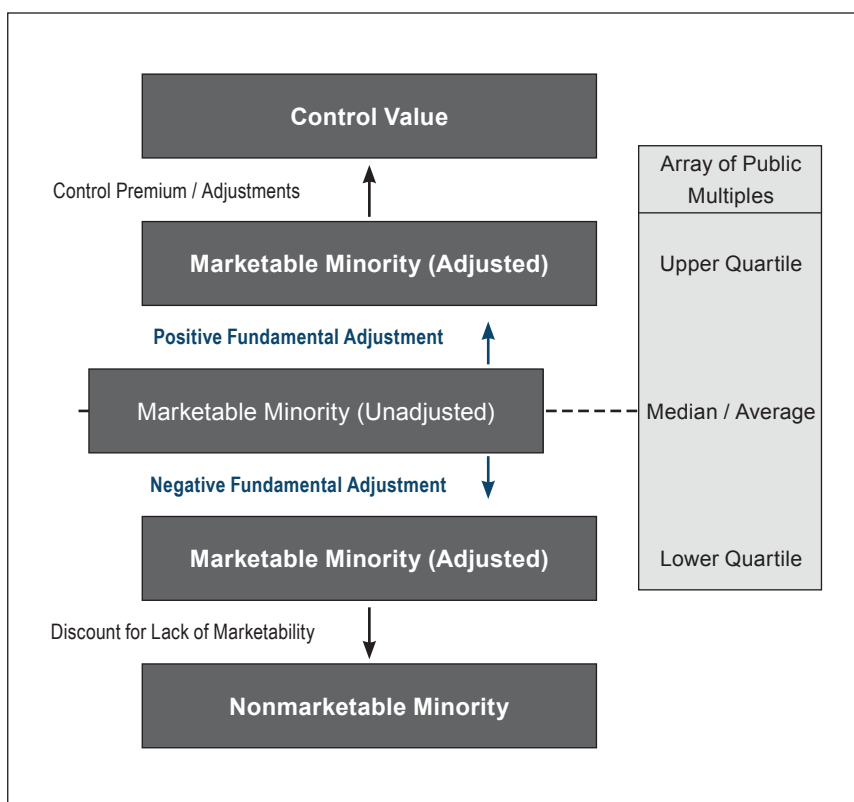 Control Value
Control Premium / Adjustments
Array of Public
Multiples
Marketable Minority (Adjusted)
Upper Quartile
Positive Fundamental Adjustment
Marketable Minority (Unadjusted)
Median / Average
Negative Fundamental Adjustment
Marketable Minority (Adjusted)
Lower Quartile
Discount for Lack of Marketability
Nonmarketable Minority